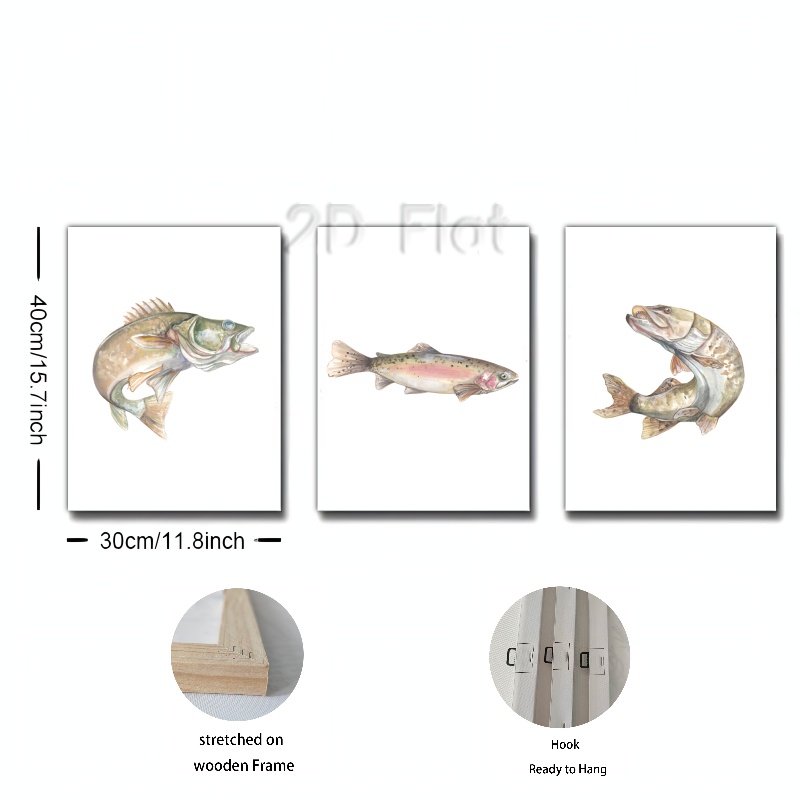 2D Flat
40cm/15.7inch
30cm/11.8inch
stretched on
wooden Frame
Hook
Ready to Hang